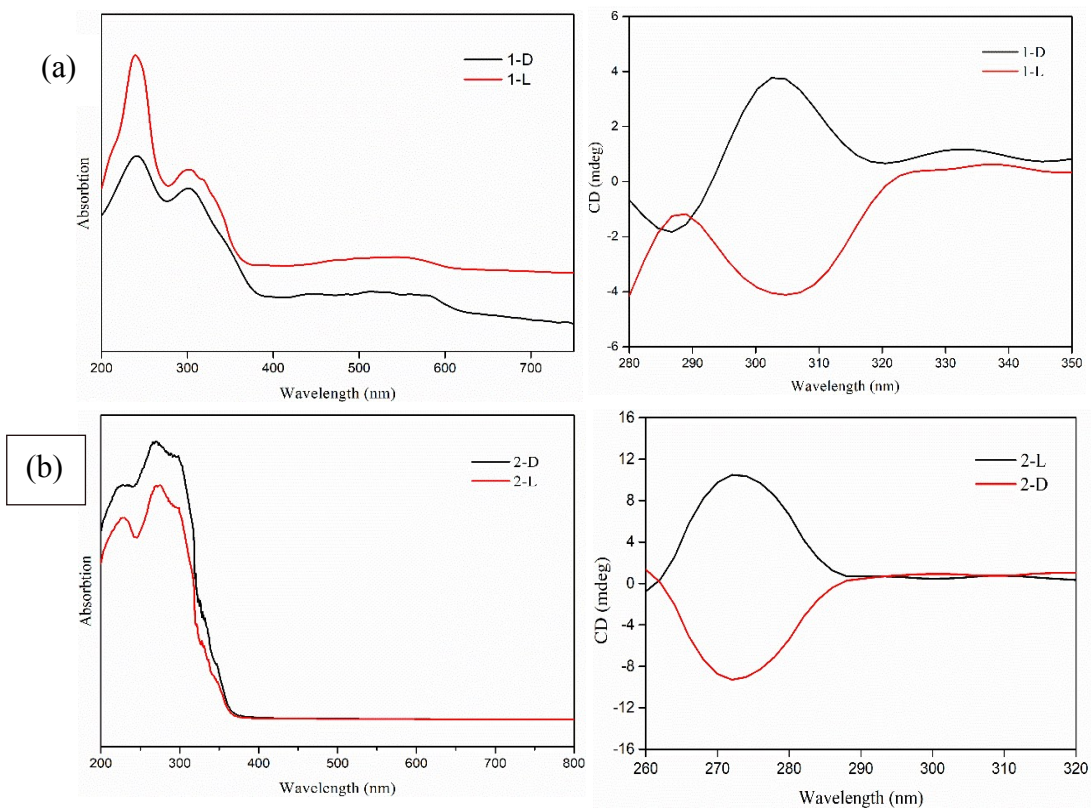 (a)
1-D
1-L
Absorbtion
200 300 400 500 600 700
Wavelength (nm)
6
4
2
0
-2
-4
-6
CD (mdeg)
1-D
1-L
280 290 300 310 320 330 340 350
Wavelength (nm)
(b)
2-D
2-L
Absorbtion
200 300 400 500 600 700 800
Wavelength (nm)
16
12
8
4
0
-4
-8
-12
-16
CD (mdeg)
2-L
2-D
260 270 280 290 300 310 320
Wavelength (nm)